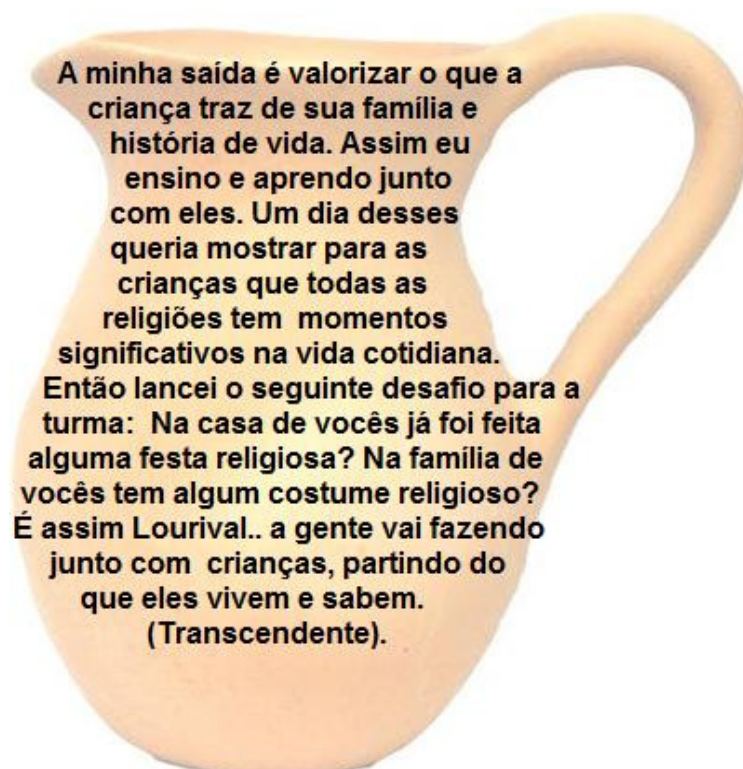 A minha saída é valorizar o que a
criança traz de sua família e
história de vida. Assim eu
ensino e aprendo junto
com eles. Um dia desses
queria mostrar para as
crianças que todas as
religiões tem momentos
significativos na vida cotidiana.
Então lancei o seguinte desafio para a
turma: Na casa de vocês já foi feita
alguma festa religiosa? Na família de
vocês tem algum costume religioso?
É assim Lourival.. a gente vai fazendo
junto com crianças, partindo do
que eles vivem e sabem.
(Transcendente).